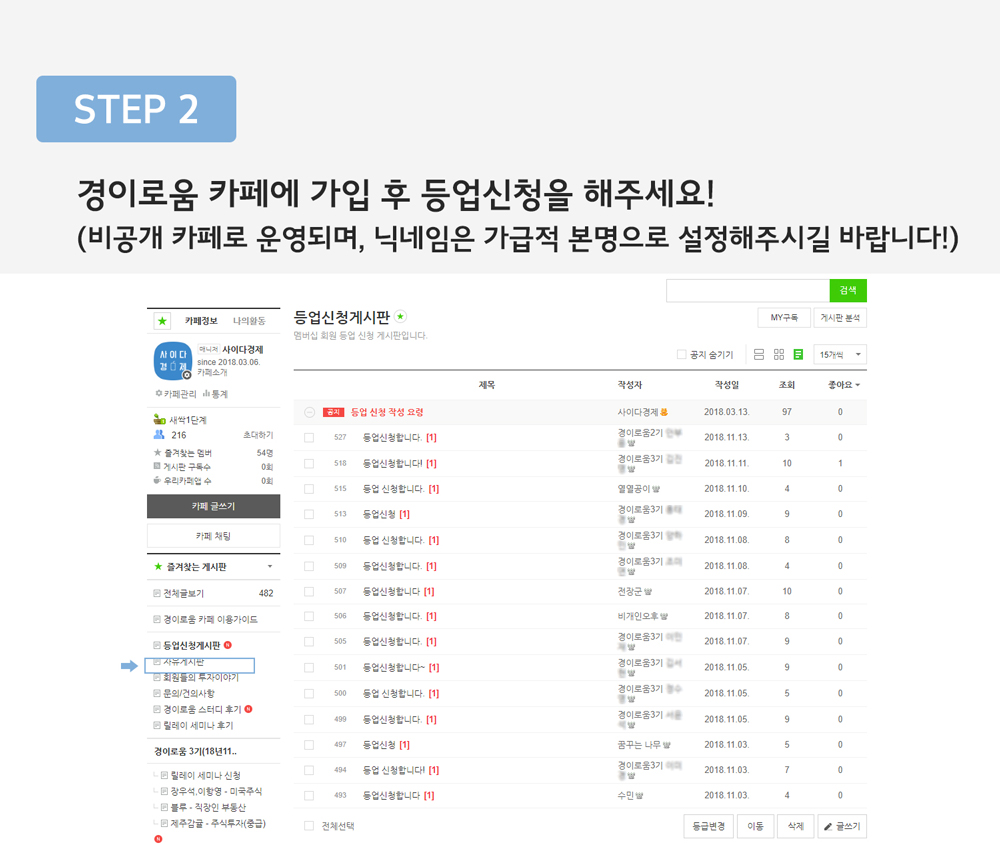 STEP 2
경이로움 카페에 가입 후 등업신청을 해주세요!
(비공개 카페로 운영되며, 닉네임은 가급적 본명으로 설정해주시길 바랍니다!)
검색
카페정보 나의활동
사이다
경제
매니저 사이다경제
since 2018.03.06.
카페소개
카페관리 통계
새싹1단계
216 초대하기
즐겨찾는 멤버 54명
게시판 구독수 0회
우리카페앱 수 0회
카페 글쓰기
카페 채팅
즐겨찾는 게시판
전체글보기 482
경이로움 카페 이용가이드
등업신청게시판 N
자유게시판
회원들의 투자이야기
문의/건의사항
경이로움 스터디 후기 N
릴레이 세미나 후기
경이로움 3기(18년11..
릴레이 세미나 신청
장우석,이항영 - 미국주식
블루 - 직장인 부동산
제주감귤 - 주식투자(중급)
N
등업신청게시판
멤버십 회원 등업 신청 게시판입니다.
MY구독 게시판 분석
공지 숨기기 15개씩
제목 작성자 작성일 조회 좋아요
공지 등업 신청 작성 요령 사이다경제 2018.03.13. 97 0
527 등업신청합니다. [1] 경이로움2기 2018.11.13. 3 0
518 등업신청합니다! [1] 경이로움3기 2018.11.11. 10 1
515 등업 신청합니다. [1] 열열공이 2018.11.10. 4 0
513 등업신청 [1] 경이로움3기 2018.11.09. 9 0
510 등업 신청합니다. [1] 경이로움3기 2018.11.08. 8 0
509 등업신청합니다. [1] 경이로움3기 2018.11.08. 4 0
507 등업신청합니다 [1] 전장군 2018.11.07. 10 0
506 등업신청합니다. [1] 비개인오후 2018.11.07. 8 0
505 등업신청합니다. [1] 경이로움3기 2018.11.07. 9 0
501 등업신청합니다~ [1] 경이로움3기 2018.11.05. 9 0
500 등업 신청합니다. [1] 경이로움3기 2018.11.05. 5 0
499 등업신청합니다. [1] 경이로움3기 2018.11.05. 9 0
497 등업신청 [1] 꿈꾸는 나무 2018.11.03. 5 0
494 등업 신청합니다! [1] 경이로움3기 2018.11.03. 7 0
493 등업신청합니다 [1] 수민 2018.11.03. 4 0
전체선택 등급변경 이동 삭제 글쓰기